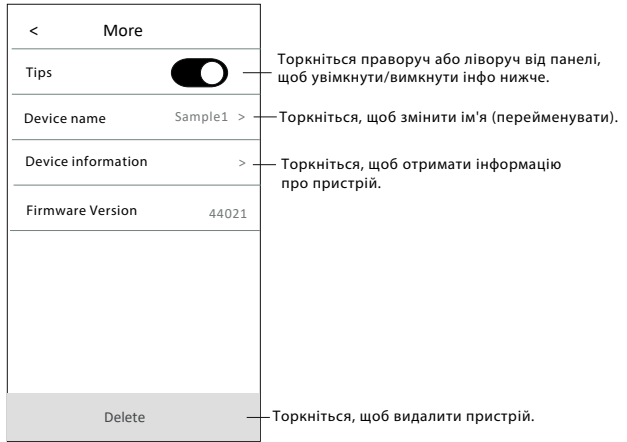 < More
Tips
Торкніться праворуч або ліворуч від панелі,
щоб увімкнути/вимкнути інфо нижче.
Device name Sample1 >
Торкніться, щоб змінити ім'я (перейменувати).
Device information >
Торкніться, щоб отримати інформацію
про пристрій.
Firmware Version 44021
Delete
Торкніться, щоб видалити пристрій.